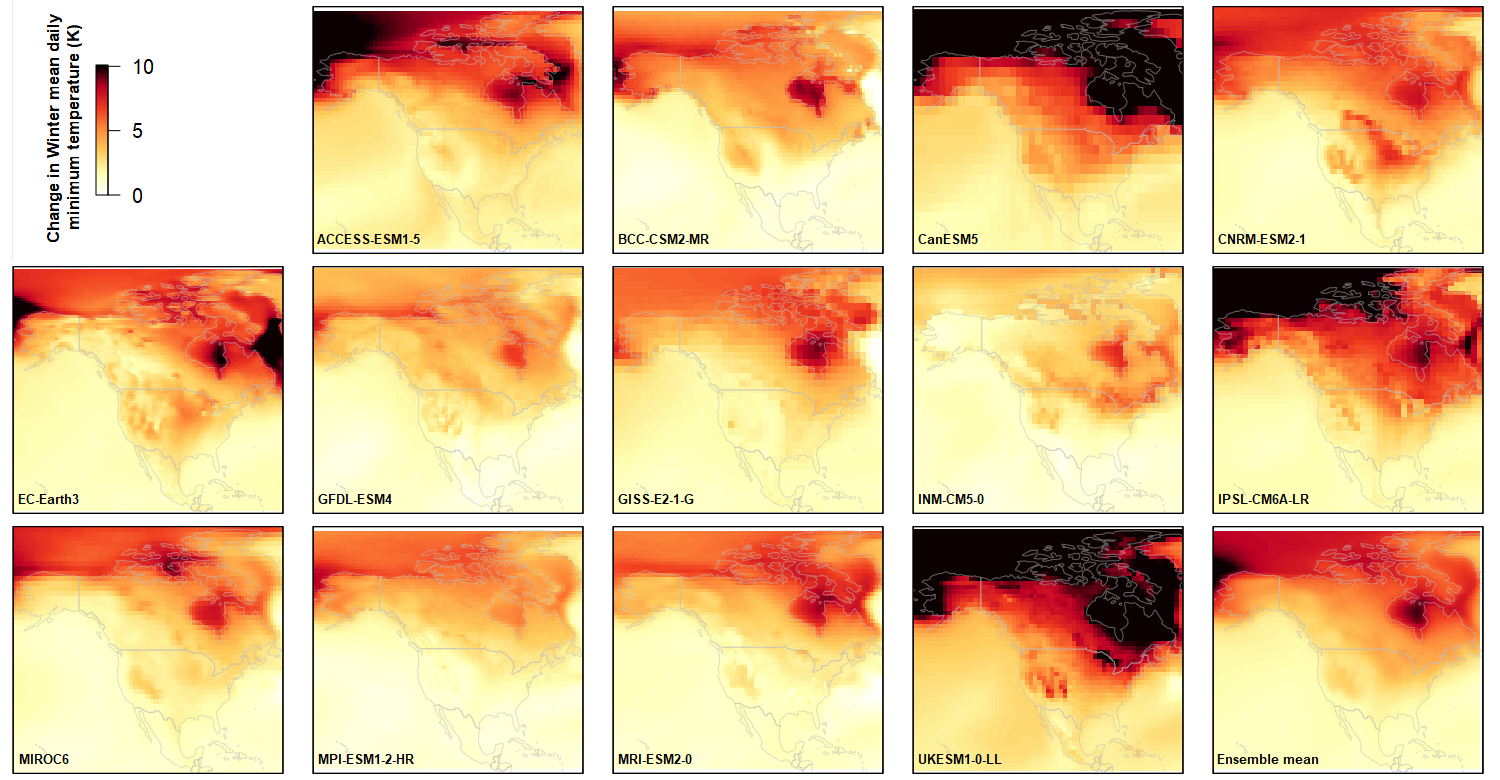 Change in Winter mean daily
minimum temperature (K)
10
5
0
ACCESS-ESM1-5
BCC-CSM2-MR
CanESM5
CNRM-ESM2-1
EC-Earth3
GFDL-ESM4
GISS-E2-1-G
INM-CM5-0
IPSL-CM6A-LR
MIROC6
MPI-ESM1-2-HR
MRI-ESM2-0
UKESM1-0-LL
Ensemble mean